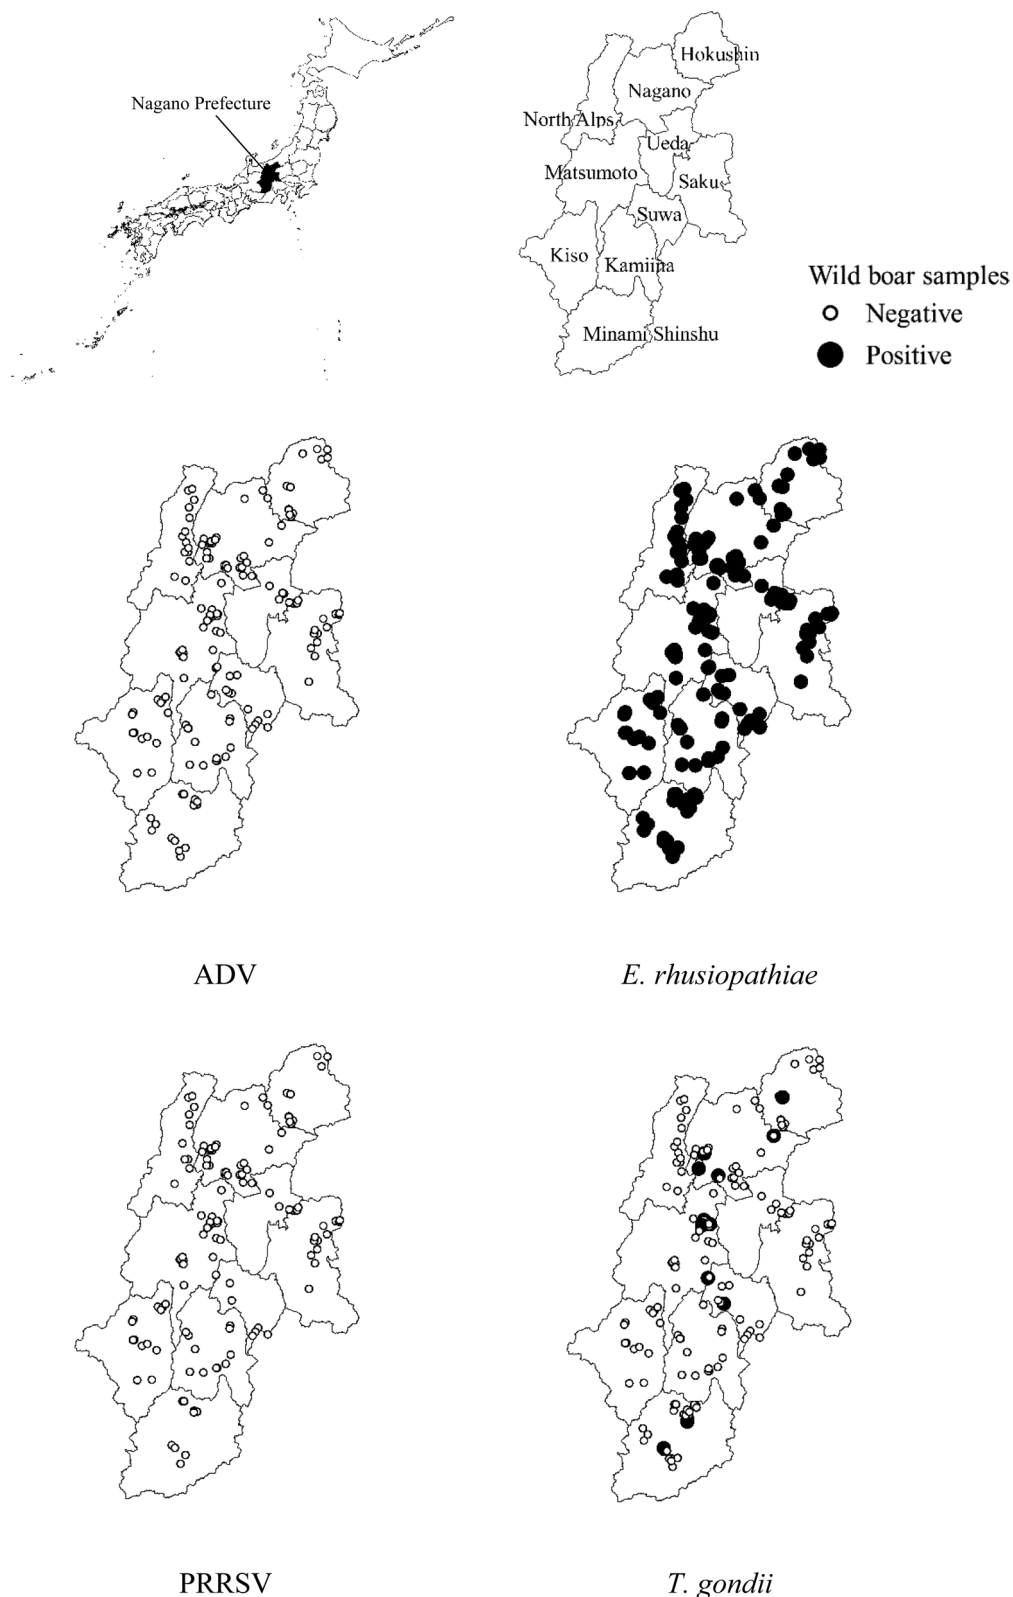 Nagano Prefecture
Hokushin
Nagano
North Alps
Ueda
Matsumoto
Saku
Suwa
Kiso
Kamiina
Minami Shinshu
Wild boar samples
Negative
Positive
ADV
E. rhusiopathiae
PRRSV
T. gondii